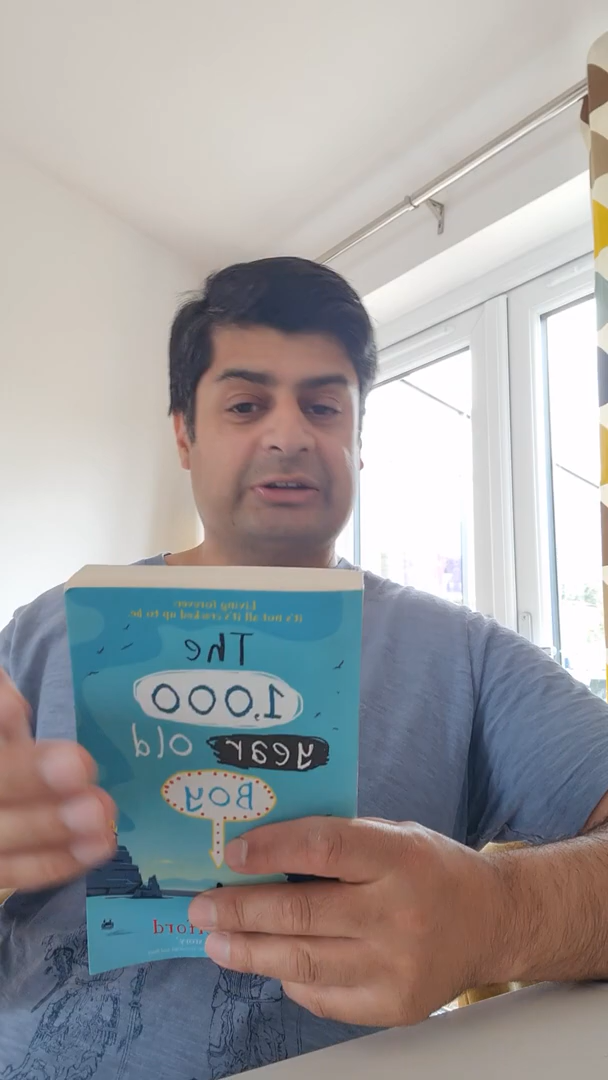 Living forever:
It's not all it's cracked up to be
The
1,000
year old
Boy